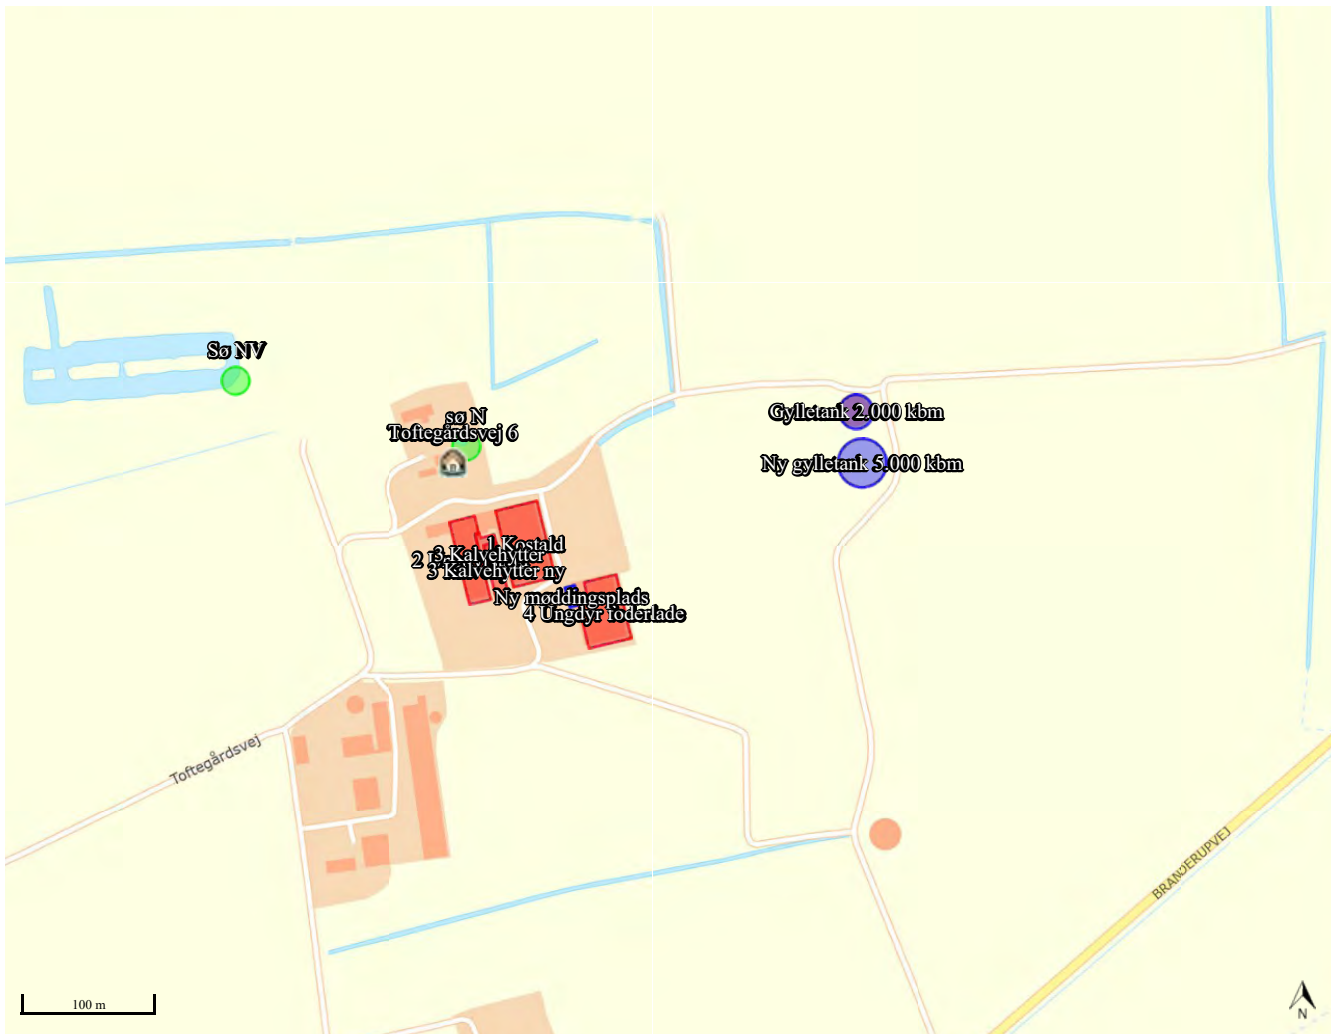 Sø NV
sø N
Toftegårdsvej 6
Gylletank 2.000 kbm
Ny gylletank 5.000 kbm
1 Kostald
3 Kalvehytter
2
3 Kalvehytter ny
Ny møddingsplads
4 Ungdyr foderlade
Toftegårdsvej
BRANDERUPVEJ
100 m
N